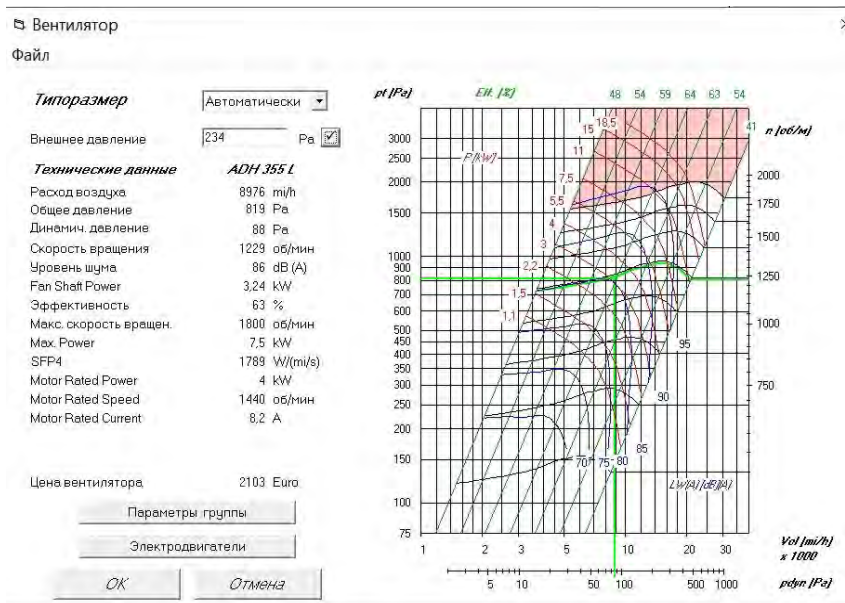 Вентилятор
Файл
Типоразмер
Автоматически
Внешнее давление 234 Pa
Технические данные ADH 355 L
Расход воздуха 8976 mi/h
Общее давление 819 Pa
Динамич. давление 88 Pa
Скорость вращения 1229 об/мин
Уровень шума 86 dB (A)
Fan Shaft Power 3,24 kW
Эффективность 63 %
Макс. скорость вращен. 1800 об/мин
Max. Power 7,5 kW
SFP4 1789 W/(mi/s)
Motor Rated Power 4 kW
Motor Rated Speed 1440 об/мин
Motor Rated Current 8,2 A
Цена вентилятора 2103 Euro
Параметры группы
Электродвигатели
OK Отмена
pt [Pa] Eff. [%] 48 54 59 64 63 54
41 n [об/м]
P [kW]
3000
2500
2000
1500
1000
900
800
700
600
500
450
400
350
300
250
200
150
100
75
18,5
15
11
7,5
5,5
4
3
2,2
1,5
1,1
2000
1750
1500
1250
1000
750
95
90
85
70 75 80
LW(A) [dB(A)]
1 2 3 5 10 20 30
Vol [mi/h]
x 1000
5 10 50 100 500 1000 pdyn [Pa]